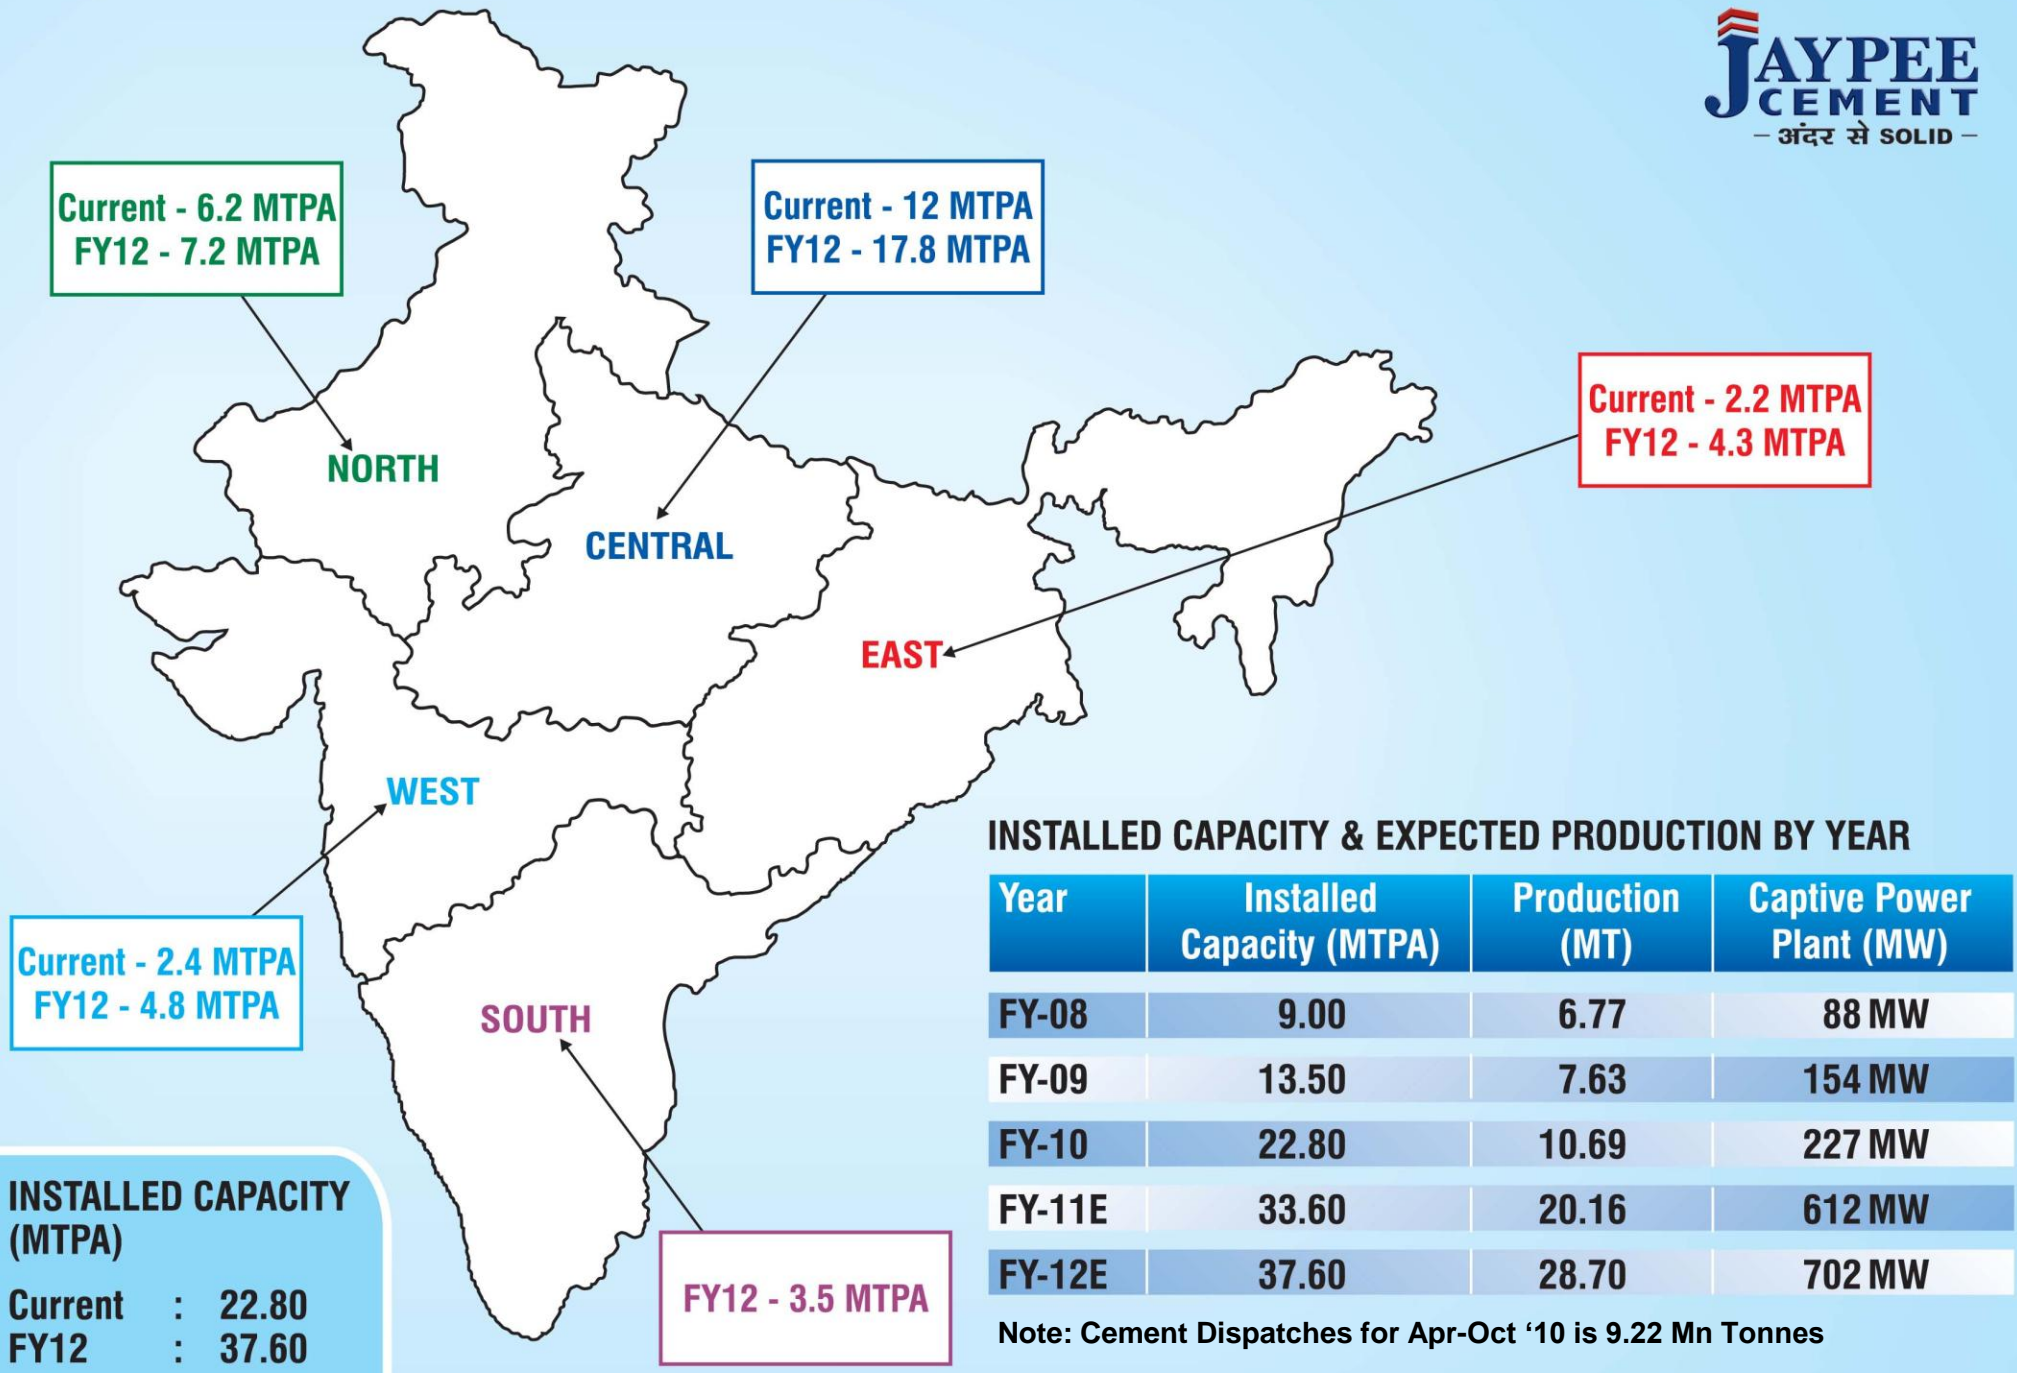 JAYPEE
CEMENT
– अंदर से SOLID –
Current - 6.2 MTPA
FY12 - 7.2 MTPA
Current - 12 MTPA
FY12 - 17.8 MTPA
Current - 2.2 MTPA
FY12 - 4.3 MTPA
NORTH
CENTRAL
EAST
WEST
Current - 2.4 MTPA
FY12 - 4.8 MTPA
SOUTH
FY12 - 3.5 MTPA
INSTALLED CAPACITY
(MTPA)
Current : 22.80
FY12 : 37.60
INSTALLED CAPACITY & EXPECTED PRODUCTION BY YEAR
Year Installed Production Captive Power
Capacity (MTPA) (MT) Plant (MW)
FY-08 9.00 6.77 88 MW
FY-09 13.50 7.63 154 MW
FY-10 22.80 10.69 227 MW
FY-11E 33.60 20.16 612 MW
FY-12E 37.60 28.70 702 MW
Note: Cement Dispatches for Apr-Oct ‘10 is 9.22 Mn Tonnes